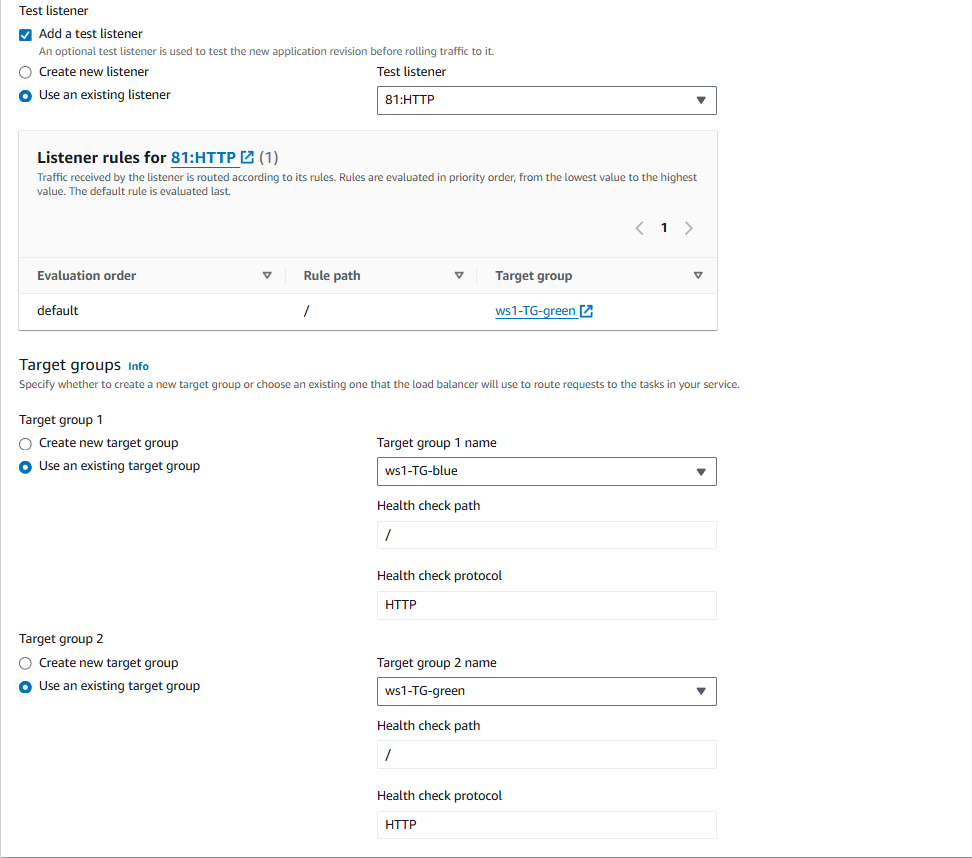 Test listener
Add a test listener
An optional test listener is used to test the new application revision before rolling traffic to it.
Create new listener
Use an existing listener
Test listener
81:HTTP
Listener rules for 81:HTTP (1)
Traffic received by the listener is routed according to its rules. Rules are evaluated in priority order, from the lowest value to the highest
value. The default rule is evaluated last.
1
Evaluation order Rule path Target group
default / ws1-TG-green
Target groups Info
Specify whether to create a new target group or choose an existing one that the load balancer will use to route requests to the tasks in your service.
Target group 1
Create new target group
Use an existing target group
Target group 1 name
ws1-TG-blue
Health check path
/
Health check protocol
HTTP
Target group 2
Create new target group
Use an existing target group
Target group 2 name
ws1-TG-green
Health check path
/
Health check protocol
HTTP